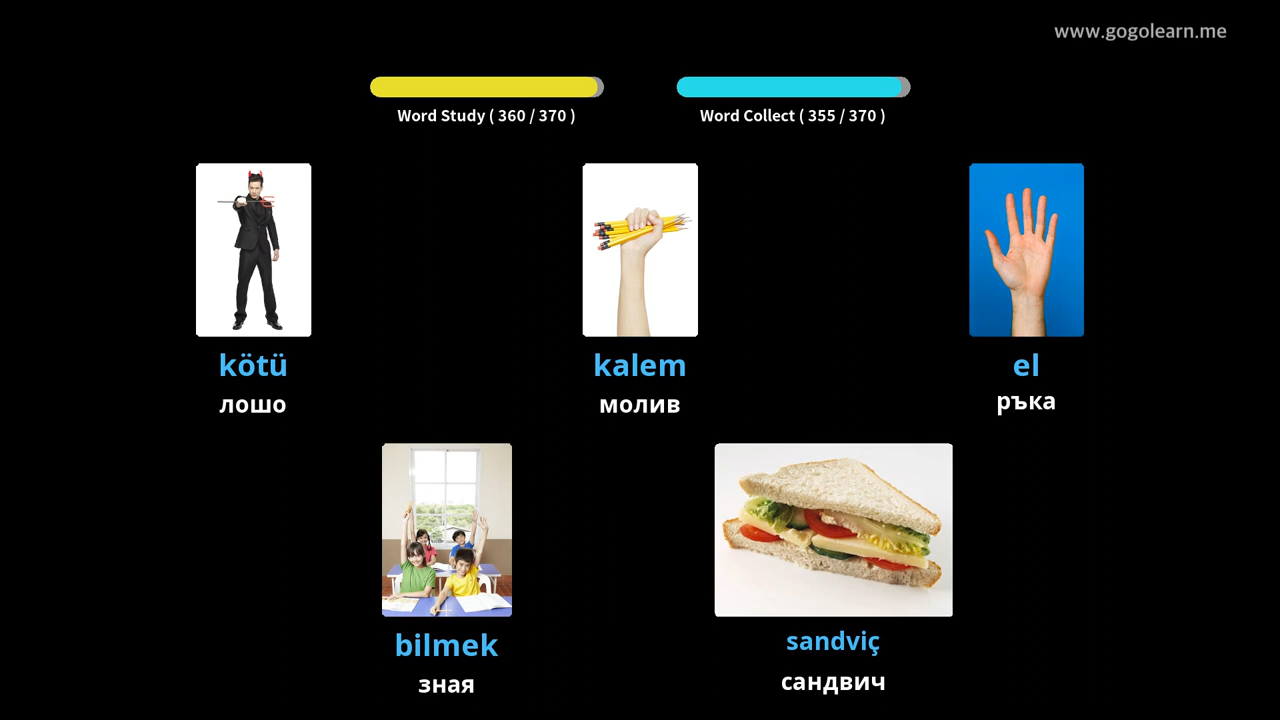 www.gogolearn.me
Word Study ( 360 / 370 )
Word Collect ( 355 / 370 )
kötü
лошо
kalem
молив
el
ръка
bilmek
зная
sandviç
сандвич